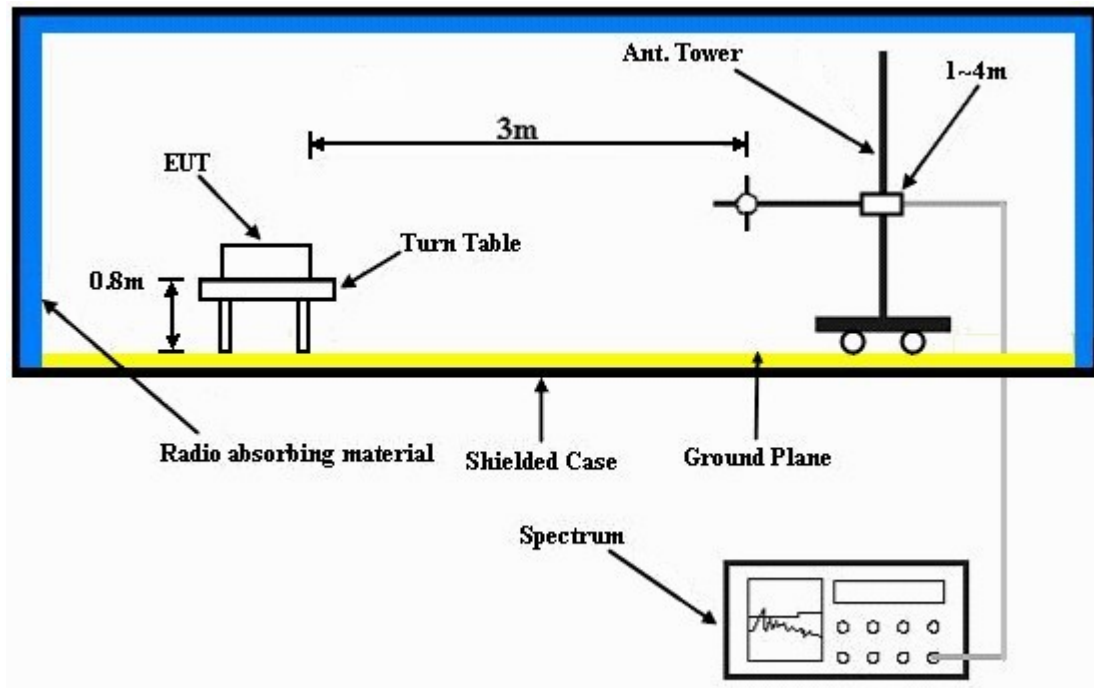 Ant. Tower
1~4m
3m
EUT
Turn Table
0.8m
Radio absorbing material
Shielded Case
Ground Plane
Spectrum